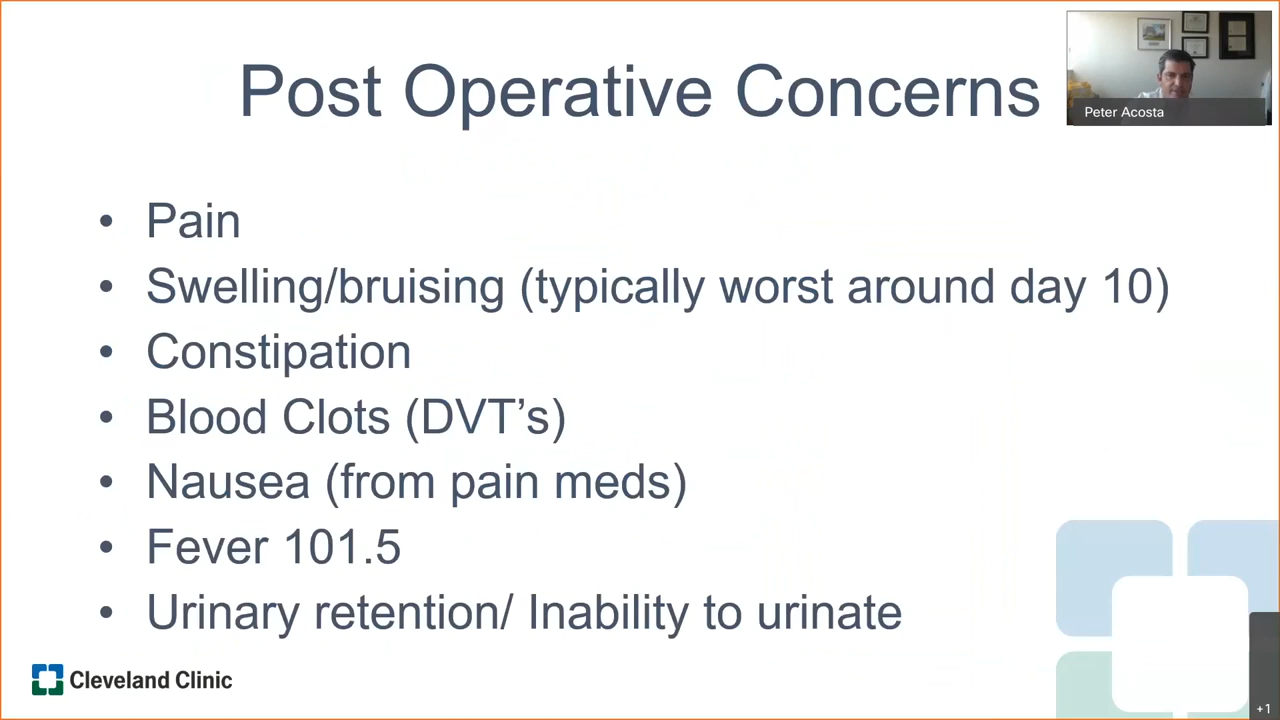 Post Operative Concerns
Peter Acosta
• Pain
• Swelling/bruising (typically worst around day 10)
• Constipation
• Blood Clots (DVT’s)
• Nausea (from pain meds)
• Fever 101.5
• Urinary retention/ Inability to urinate
Cleveland Clinic
+1